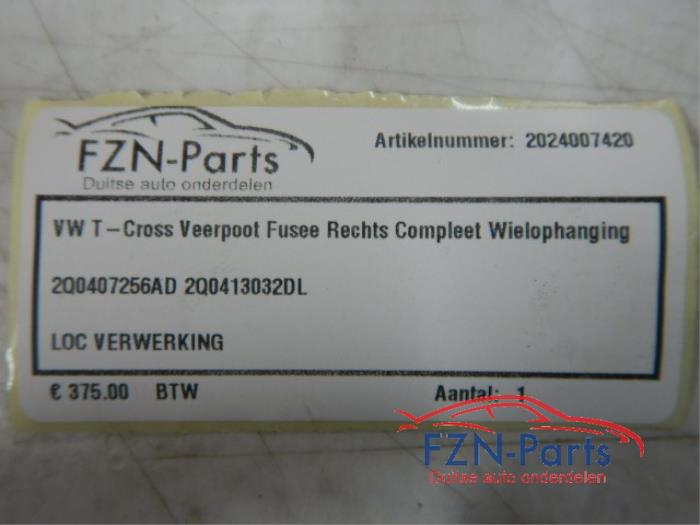 FZN-Parts
Duitse auto onderdelen
Artikelnummer: 2024007420
VW T-Cross Veerpoot Fusee Rechts Compleet Wielophanging
2Q0407256AD 2Q0413032DL
LOC VERWERKING
€ 375.00 BTW
Aantal: 1
FZN-Parts
Duitse auto onderdelen